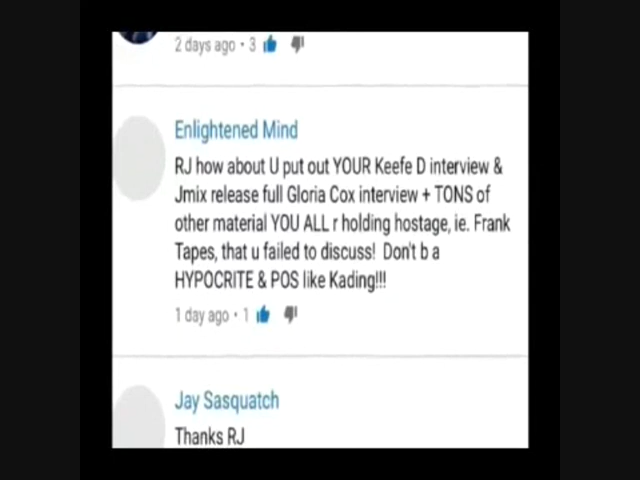 2 days ago • 3
Enlightened Mind
RJ how about U put out YOUR Keefe D interview &
Jmix release full Gloria Cox interview + TONS of
other material YOU ALL r holding hostage, ie. Frank
Tapes, that u failed to discuss! Don't b a
HYPOCRITE & POS like Kading!!!
1 day ago • 1
Jay Sasquatch
Thanks RJ